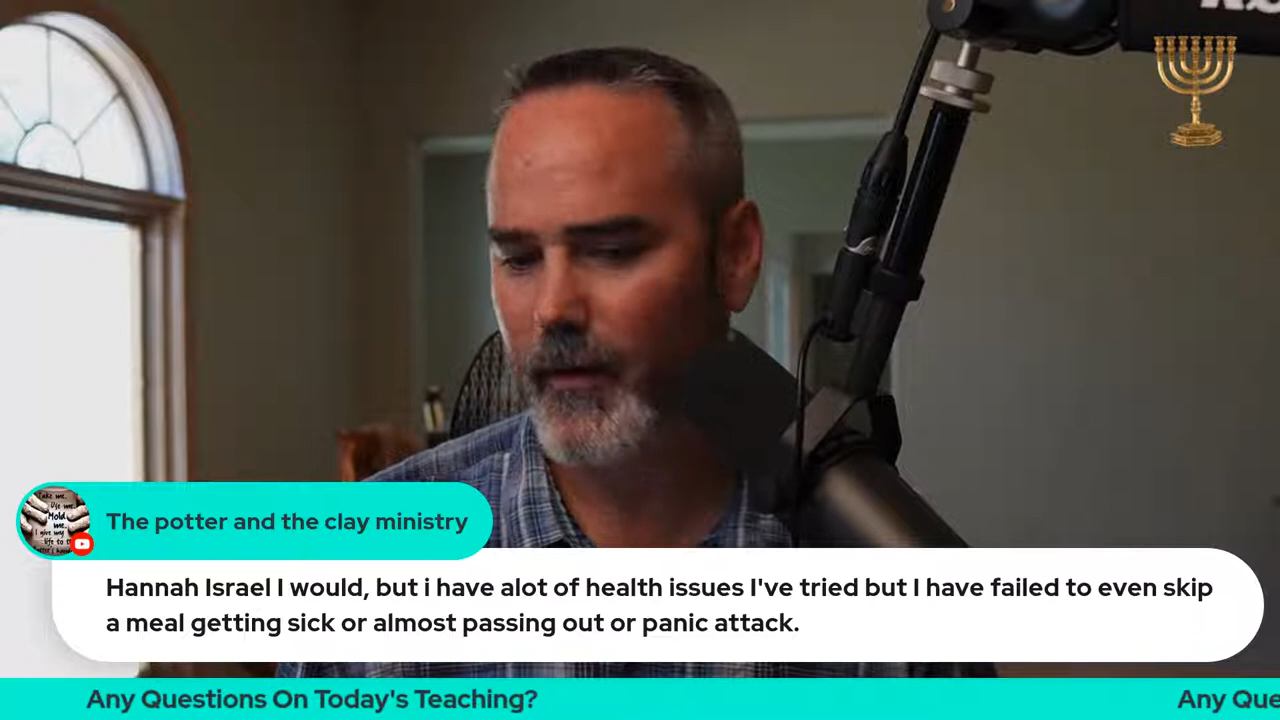 The potter and the clay ministry
Hannah Israel I would, but i have alot of health issues I've tried but I have failed to even skip
a meal getting sick or almost passing out or panic attack.
Any Questions On Today's Teaching?
Any Que